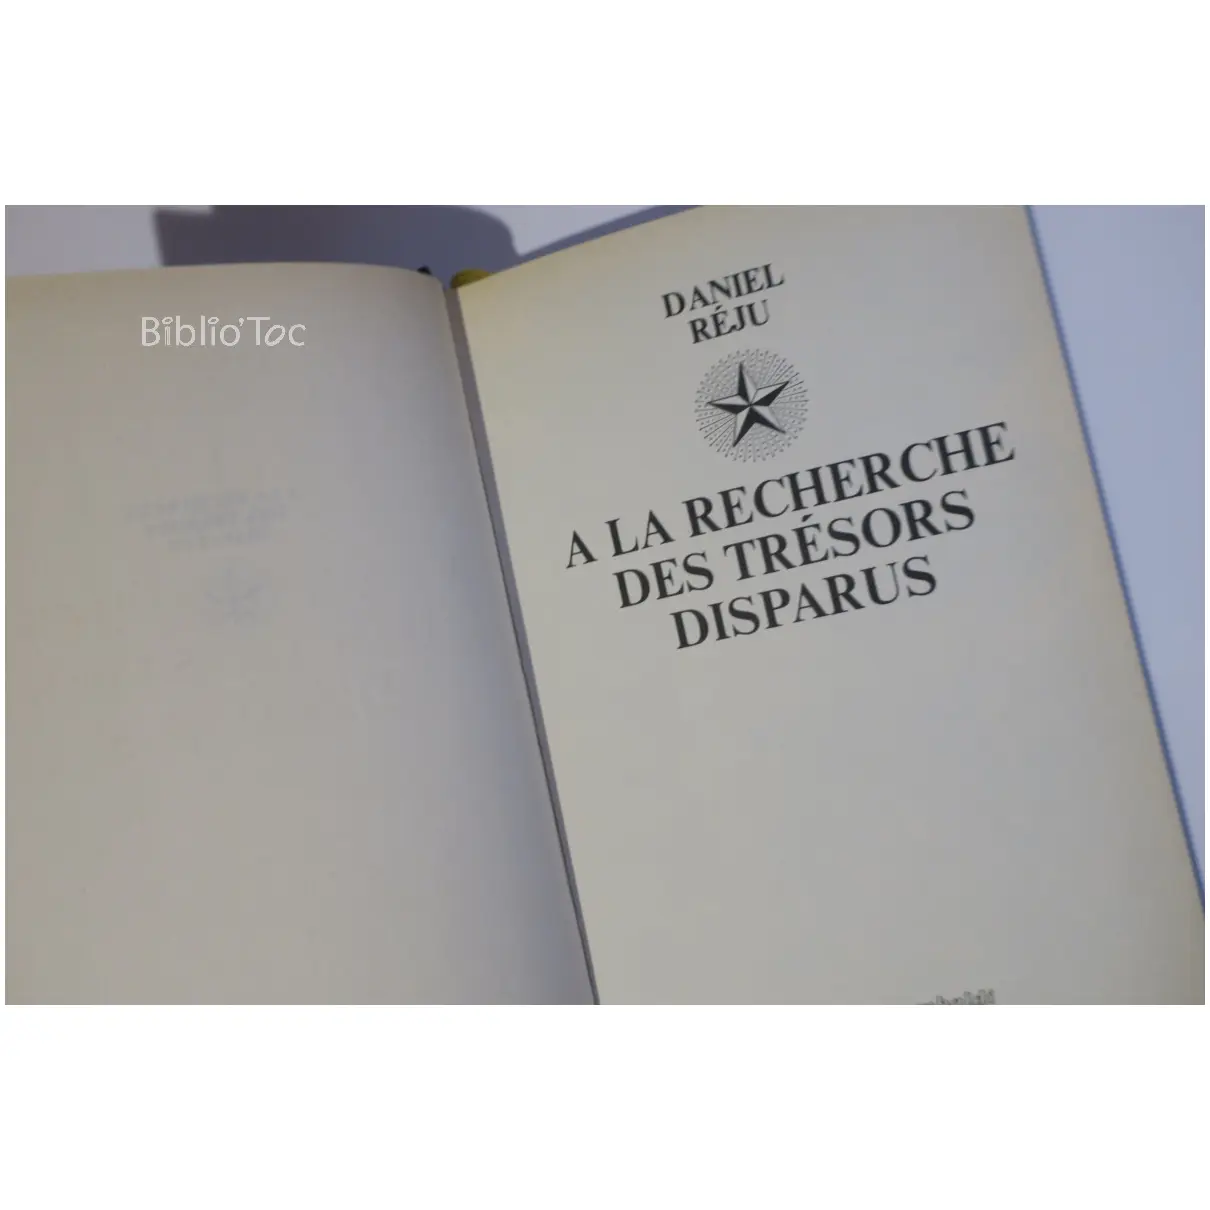 Biblio'Toc
DANIEL
RÉJU
A LA RECHERCHE
DES TRÉSORS
DISPARUS